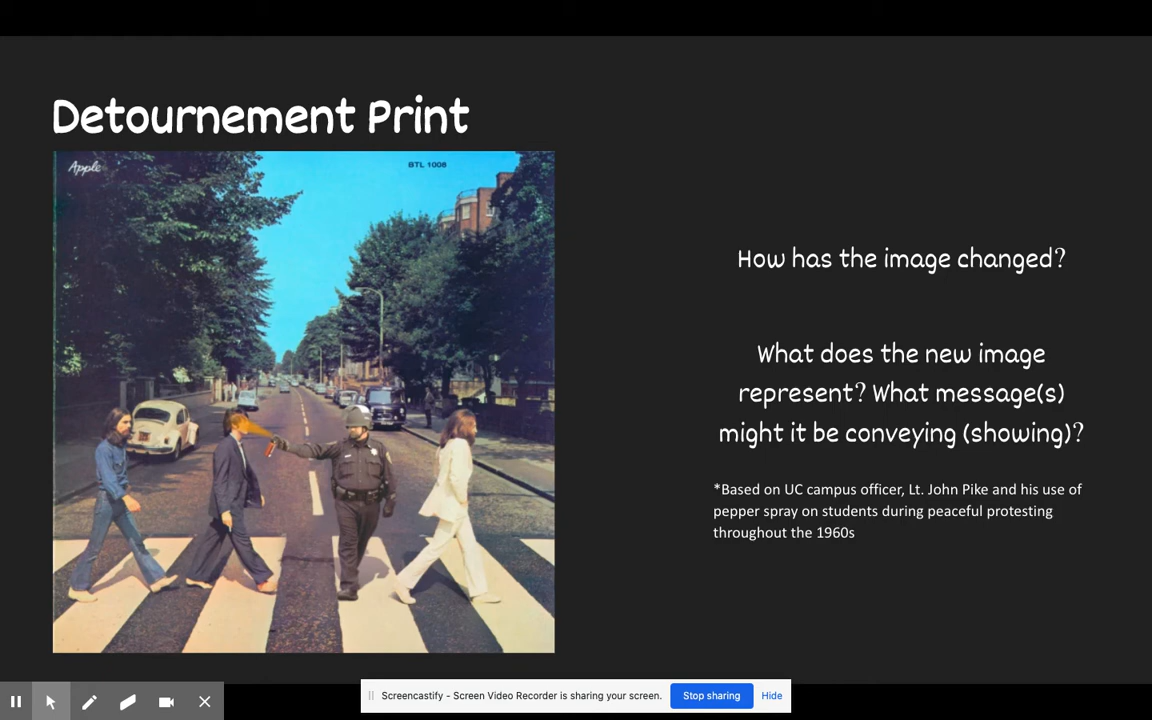 Detournement Print
Apple
BTL 1008
How has the image changed?
What does the new image
represent? What message(s)
might it be conveying (showing)?
*Based on UC campus officer, Lt. John Pike and his use of
pepper spray on students during peaceful protesting
throughout the 1960s
Screencastify - Screen Video Recorder is sharing your screen.
Stop sharing
Hide